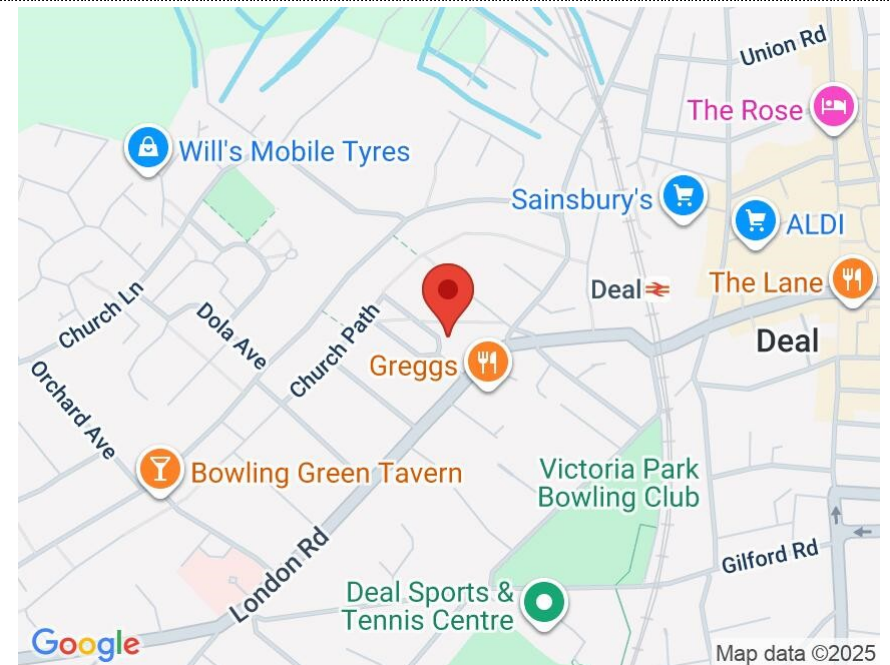 Union Rd
The Rose
Will's Mobile Tyres
Sainsbury's
ALDI
Deal
The Lane
Church Ln
Dola Ave
Church Path
Deal
Greggs
Orchard Ave
Bowling Green Tavern
Victoria Park
Bowling Club
London Rd
Gilford Rd
Deal Sports &
Tennis Centre
Google
Map data ©2025